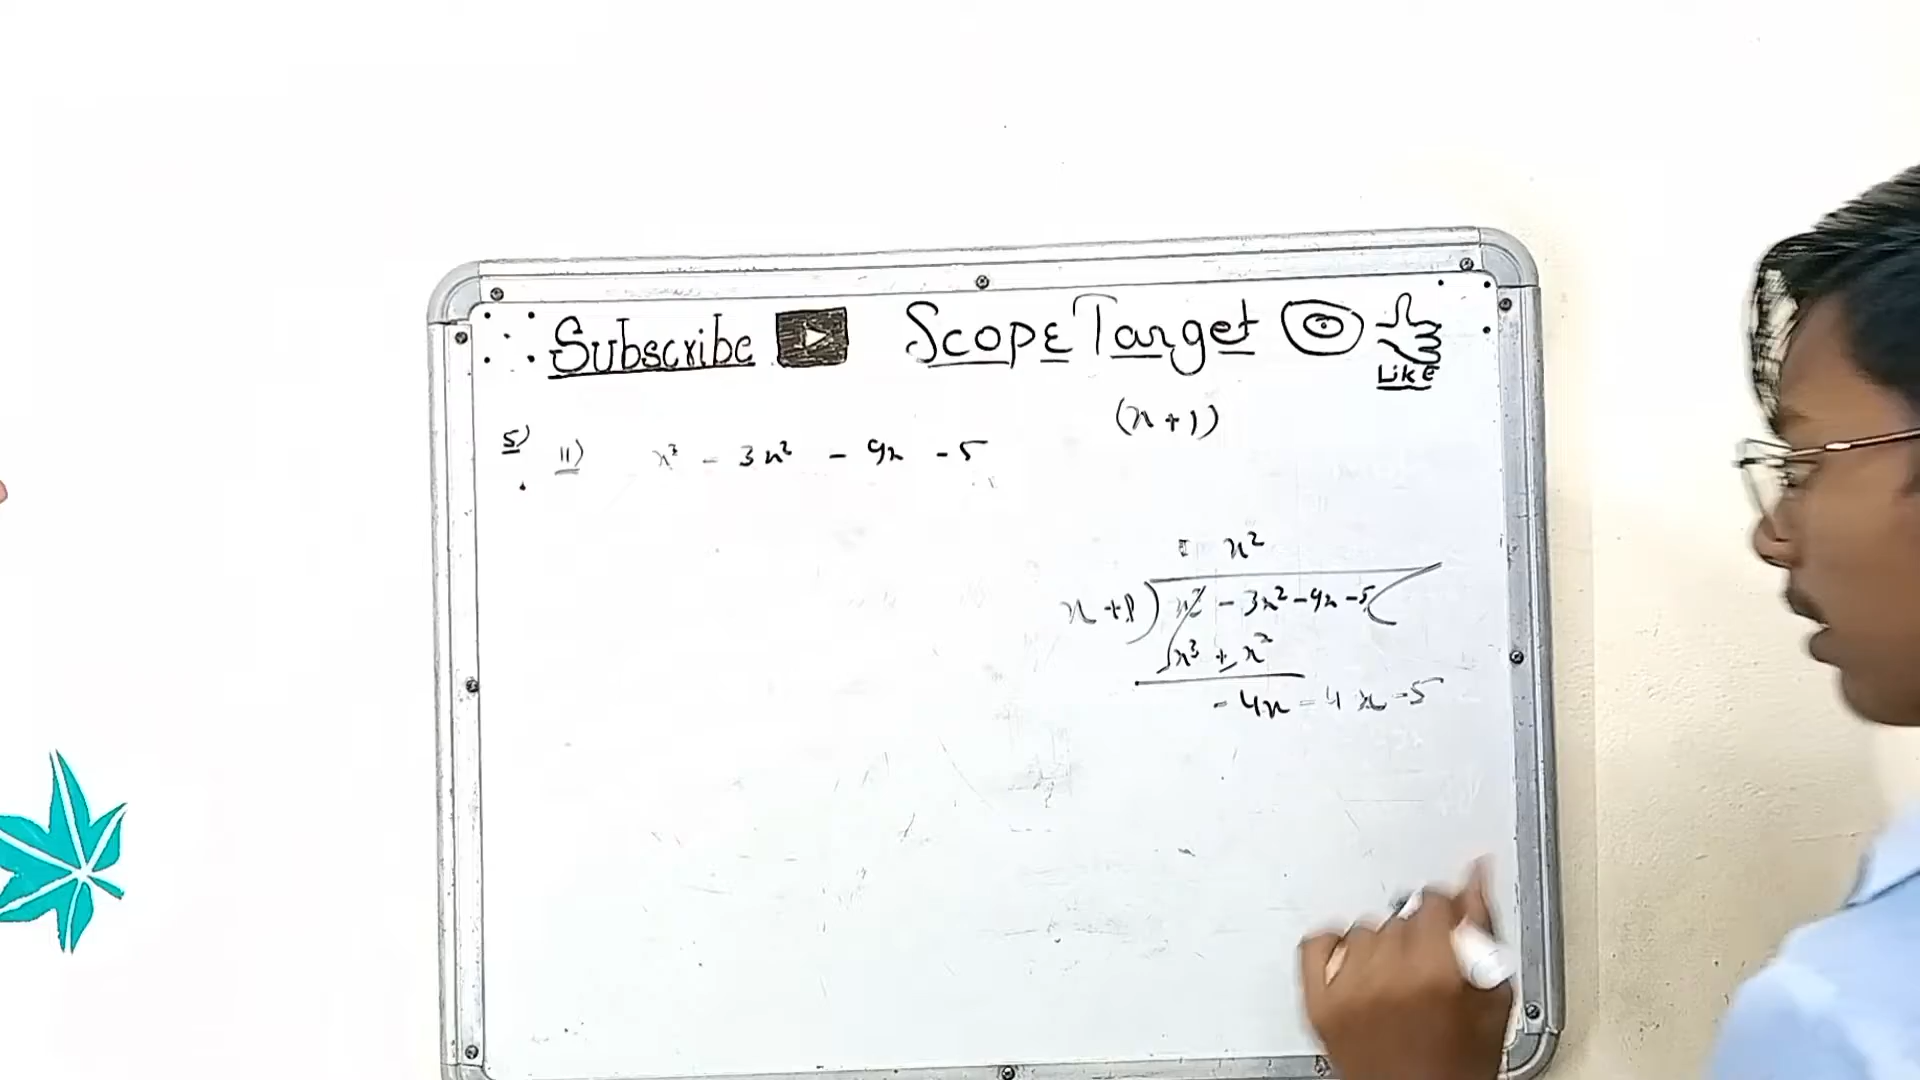 Subscribe ScopE Target
Like
(x + 1)
5) ii) x³ - 3x² - 9x - 5
x²
x + 1) x³ - 3x² - 9x - 5
x³ + x²
- 4x - 4x - 5